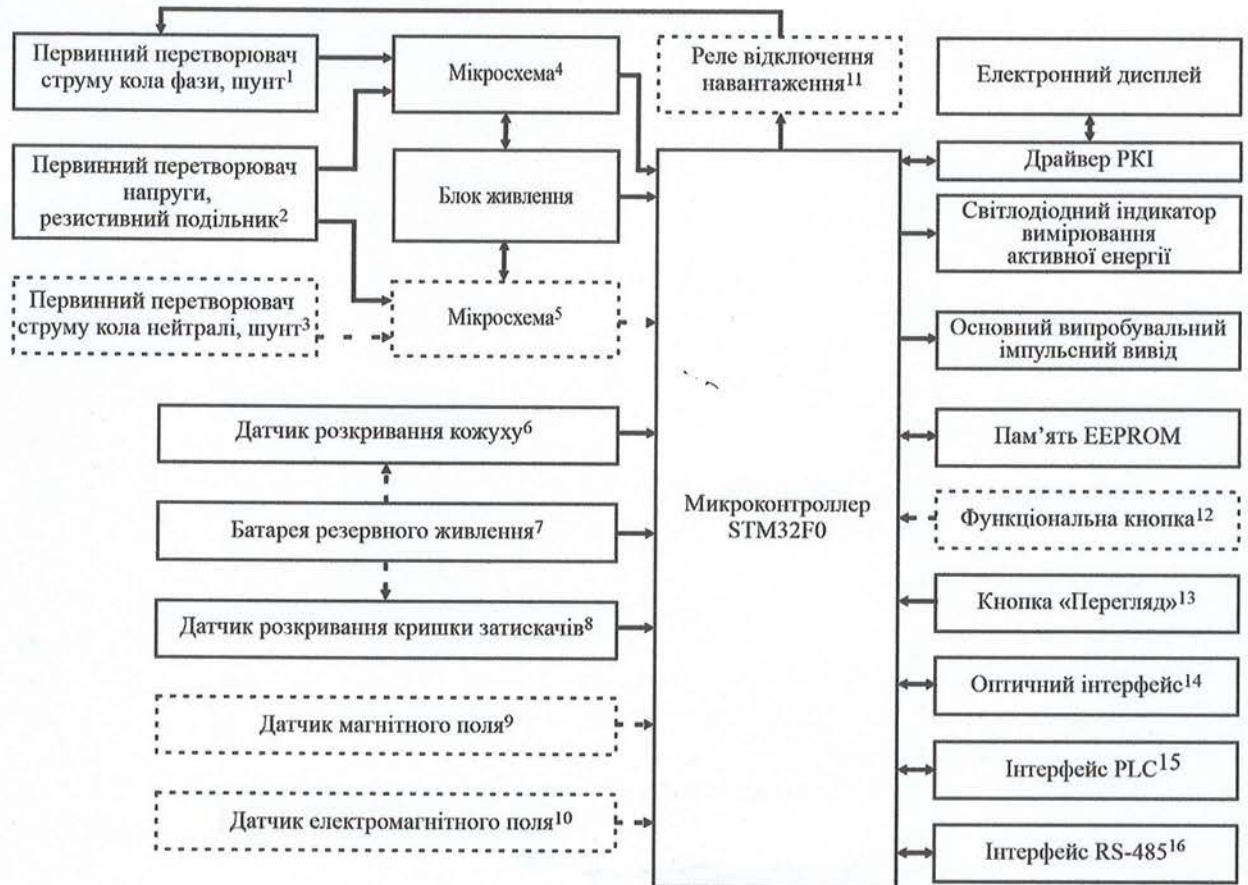 Первинний перетворювач
струму кола фази, шунт1
Мікросхема4
Реле відключення
навантаження11
Електронний дисплей
Первинний перетворювач
напруги,
резистивний подільник2
Блок живлення
Драйвер РКІ
Світлодіодний індикатор
вимірювання
активної енергії
Первинний перетворювач
струму кола нейтралі, шунт3
Мікросхема5
Основний випробувальний
імпульсний вивід
Датчик розкривання кожуху6
Пам’ять EEPROM
Батарея резервного живлення7
Микроконтроллер
STM32F0
Функціональна кнопка12
Датчик розкривання кришки затискачів8
Кнопка «Перегляд»13
Датчик магнітного поля9
Оптичний інтерфейс14
Інтерфейс PLC15
Датчик електромагнітного поля10
Інтерфейс RS-48516